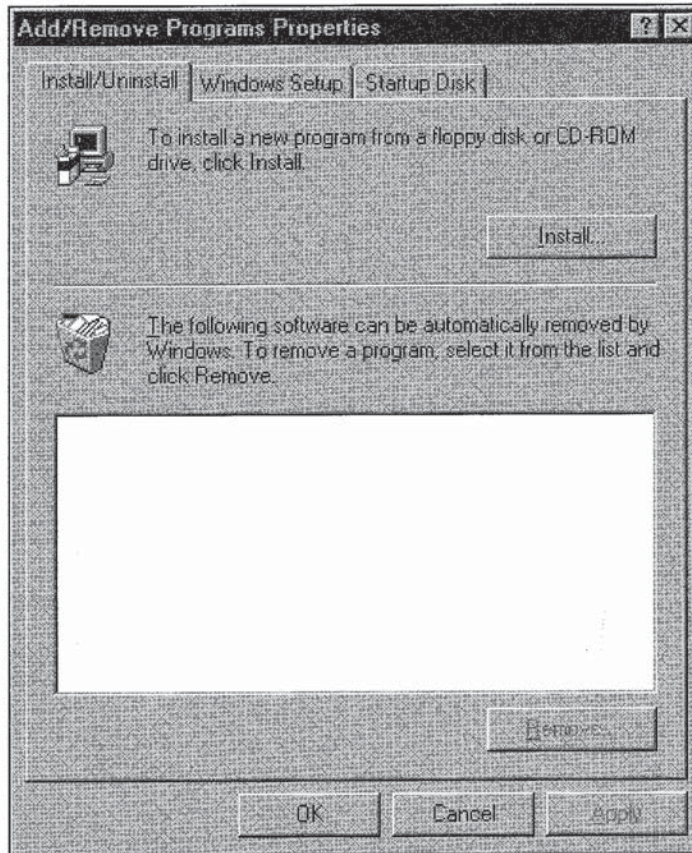 Add/Remove Programs Properties
Install/Uninstall Windows Setup Startup Disk
To install a new program from a floppy disk or CD-ROM
drive, click Install.
Install...
The following software can be automatically removed by
Windows. To remove a program, select it from the list and
click Remove.
Remove...
OK Cancel Apply